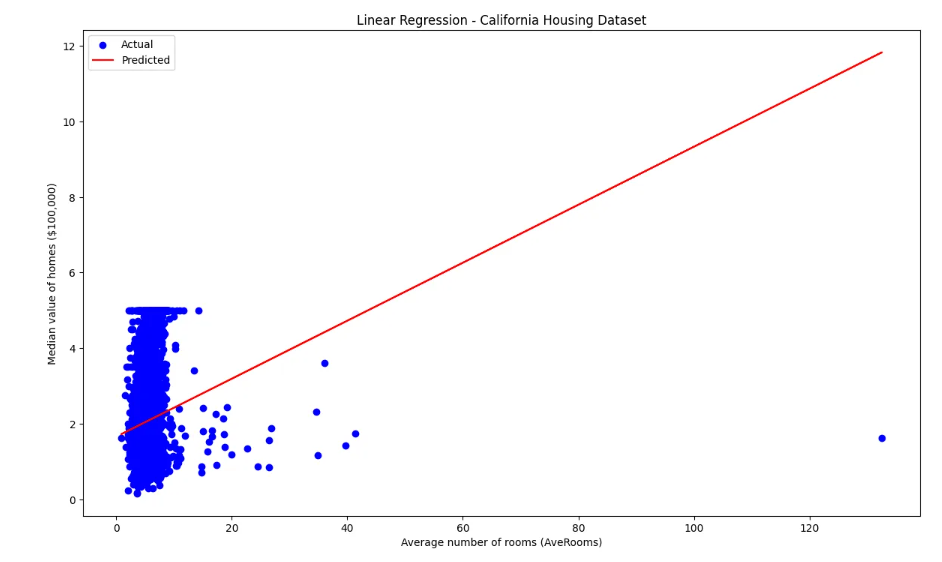 Linear Regression - California Housing Dataset
Actual
Predicted
Median value of homes ($100,000)
12
10
8
6
4
2
0
0 20 40 60 80 100 120
Average number of rooms (AveRooms)